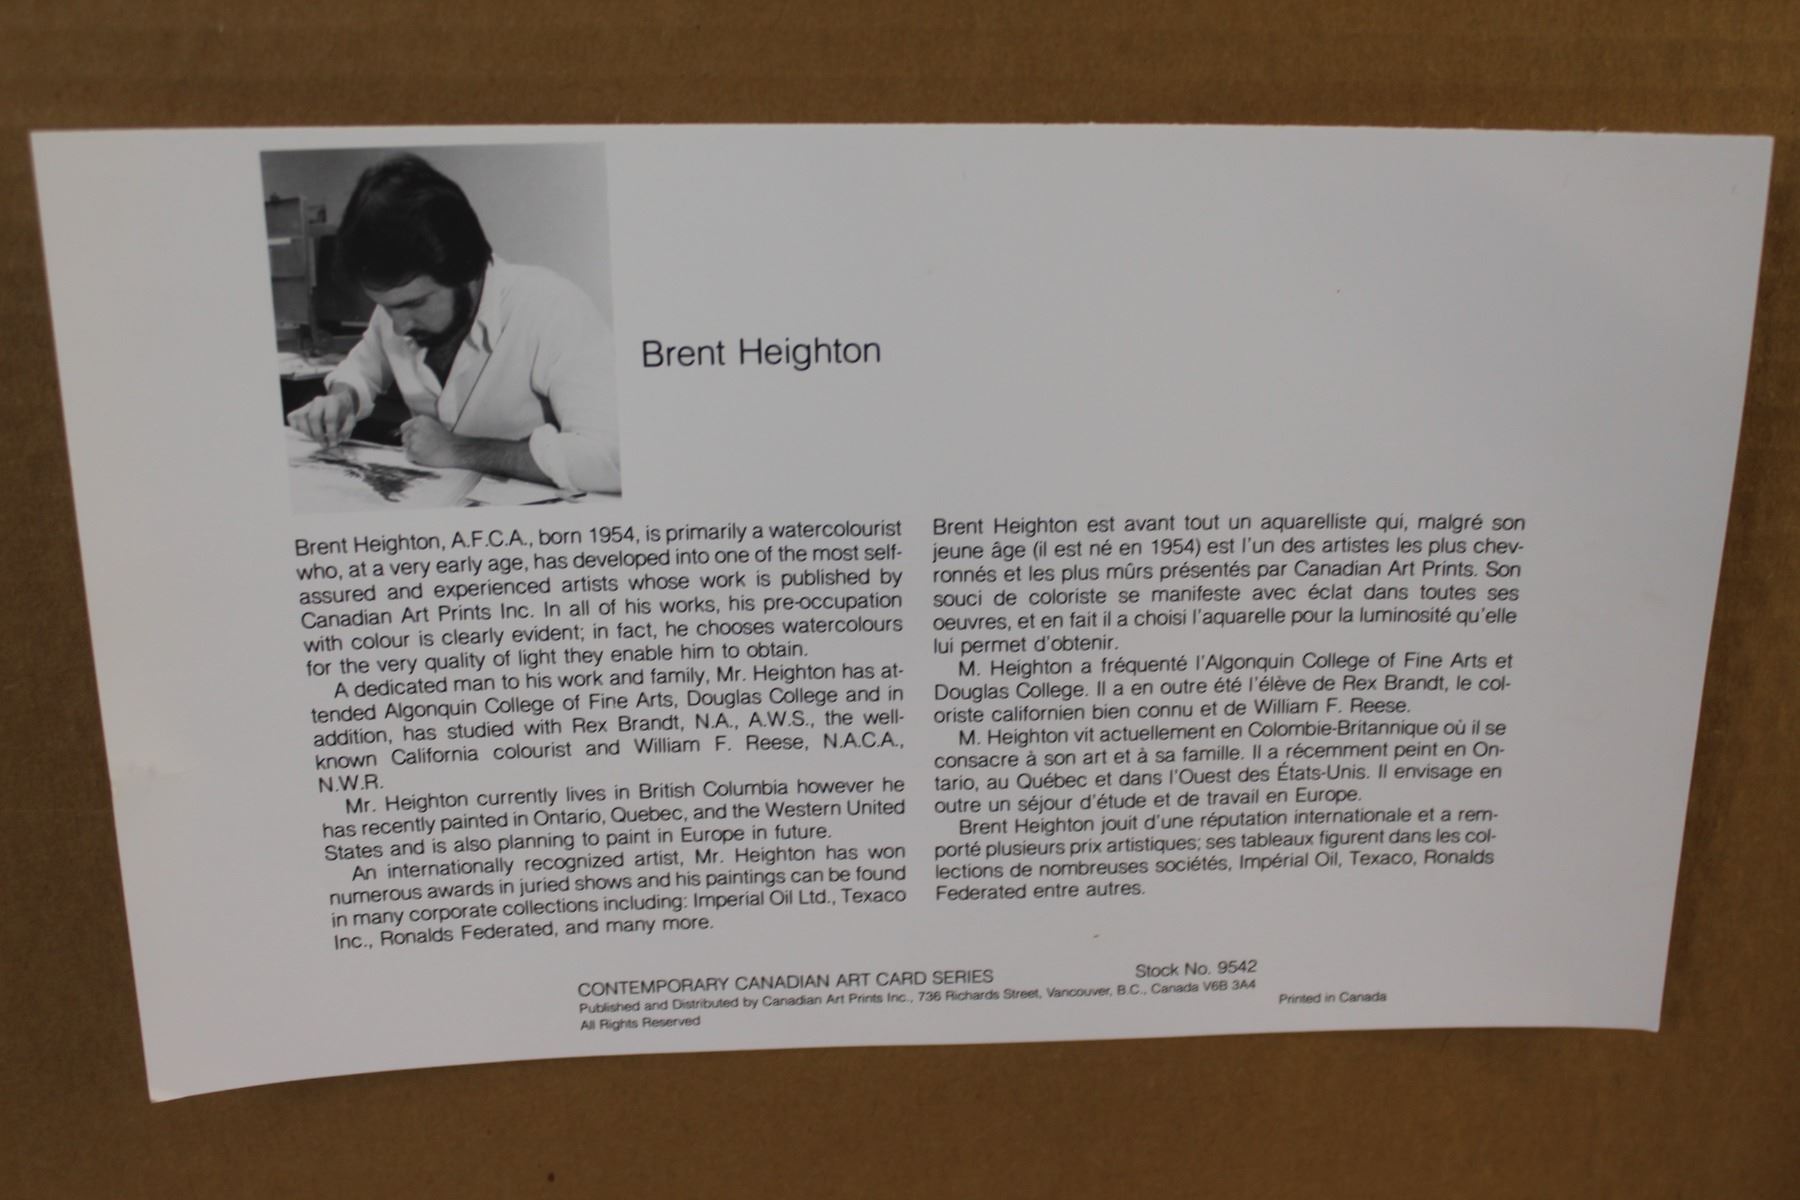 Brent Heighton
Brent Heighton, A.F.C.A., born 1954, is primarily a watercolourist
who, at a very early age, has developed into one of the most self-
assured and experienced artists whose work is published by
Canadian Art Prints Inc. In all of his works, his pre-occupation
with colour is clearly evident; in fact, he chooses watercolours
for the very quality of light they enable him to obtain.
A dedicated man to his work and family, Mr. Heighton has at-
tended Algonquin College of Fine Arts, Douglas College and in
addition, has studied with Rex Brandt, N.A., A.W.S., the well-
known California colourist and William F. Reese, N.A.C.A.,
N.W.R.
Mr. Heighton currently lives in British Columbia however he
has recently painted in Ontario, Quebec, and the Western United
States and is also planning to paint in Europe in future.
An internationally recognized artist, Mr. Heighton has won
numerous awards in juried shows and his paintings can be found
in many corporate collections including: Imperial Oil Ltd., Texaco
Inc., Ronalds Federated, and many more.
Brent Heighton est avant tout un aquarelliste qui, malgré son
jeune âge (il est né en 1954) est l'un des artistes les plus chev-
ronnés et les plus mûrs présentés par Canadian Art Prints. Son
souci de coloriste se manifeste avec éclat dans toutes ses
oeuvres, et en fait il a choisi l'aquarelle pour la luminosité qu'elle
lui permet d'obtenir.
M. Heighton a fréquenté l'Algonquin College of Fine Arts et
Douglas College. Il a en outre été l'élève de Rex Brandt, le col-
oriste californien bien connu et de William F. Reese.
M. Heighton vit actuellement en Colombie-Britannique où il se
consacre à son art et à sa famille. Il a récemment peint en On-
tario, au Québec et dans l'Ouest des États-Unis. Il envisage en
outre un séjour d'étude et de travail en Europe.
Brent Heighton jouit d'une réputation internationale et a rem-
porté plusieurs prix artistiques; ses tableaux figurent dans les col-
lections de nombreuses sociétés, Impérial Oil, Texaco, Ronalds
Federated entre autres.
CONTEMPORARY CANADIAN ART CARD SERIES Stock No. 9542
Published and Distributed by Canadian Art Prints Inc., 736 Richards Street, Vancouver, B.C., Canada V6B 3A4
All Rights Reserved Printed in Canada